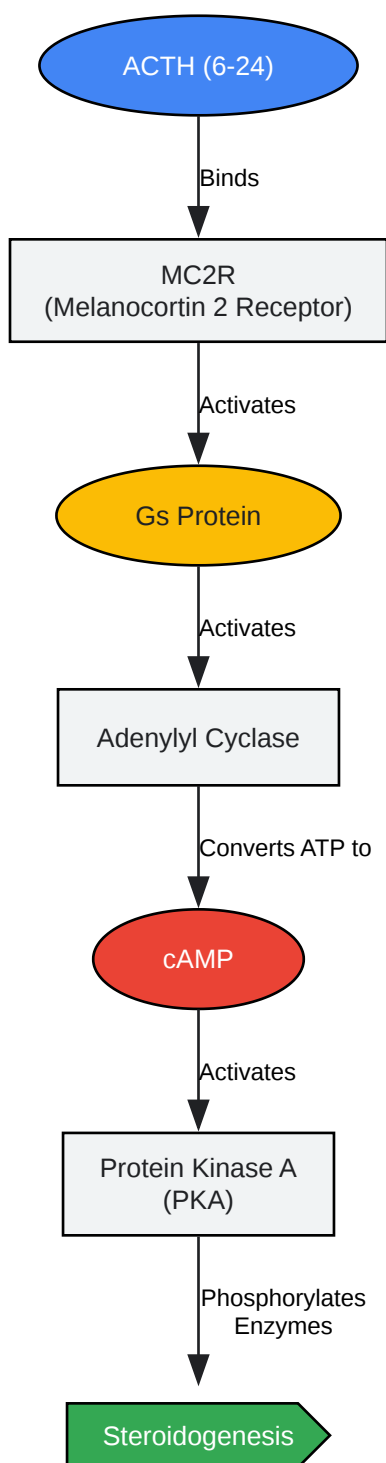 ACTH (6-24)
Binds
MC2R
(Melanocortin 2 Receptor)
Activates
Gs Protein
Activates
Adenylyl Cyclase
Converts ATP to
cAMP
Activates
Protein Kinase A
(PKA)
Phosphorylates
Enzymes
Steroidogenesis